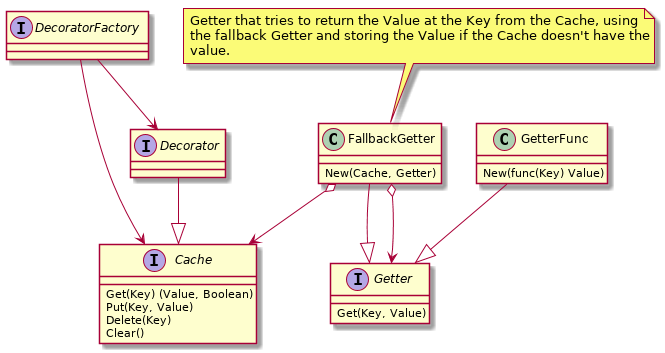 I DecoratorFactory
Getter that tries to return the Value at the Key from the Cache, using
the fallback Getter and storing the Value if the Cache doesn't have the
value.
I Decorator
C FallbackGetter
New(Cache, Getter)
C GetterFunc
New(func(Key) Value)
I Cache
Get(Key) (Value, Boolean)
Put(Key, Value)
Delete(Key)
Clear()
I Getter
Get(Key, Value)